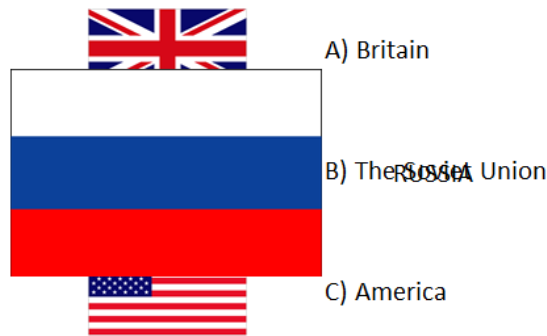 A) Britain
B) The Soviet Union
RUSSIA
C) America